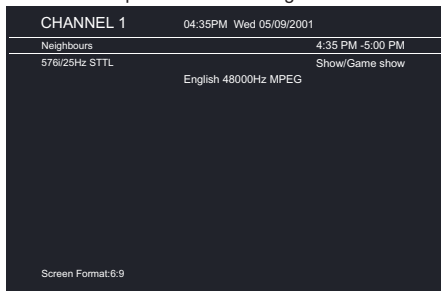 CHANNEL 1 04:35PM Wed 05/09/2001
Neighbours 4:35 PM -5:00 PM
576i/25Hz STTL Show/Game show
English 48000Hz MPEG
Screen Format:6:9